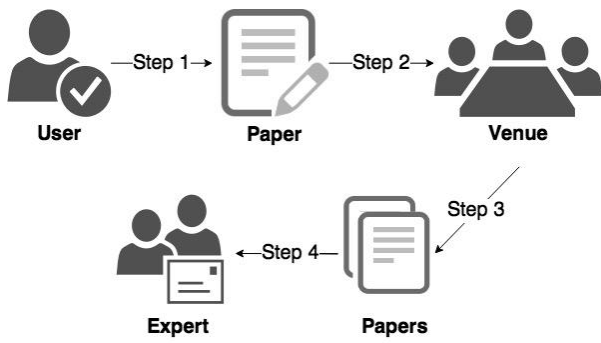 Step 1
Step 2
User
Paper
Venue
Step 3
Step 4
Expert
Papers